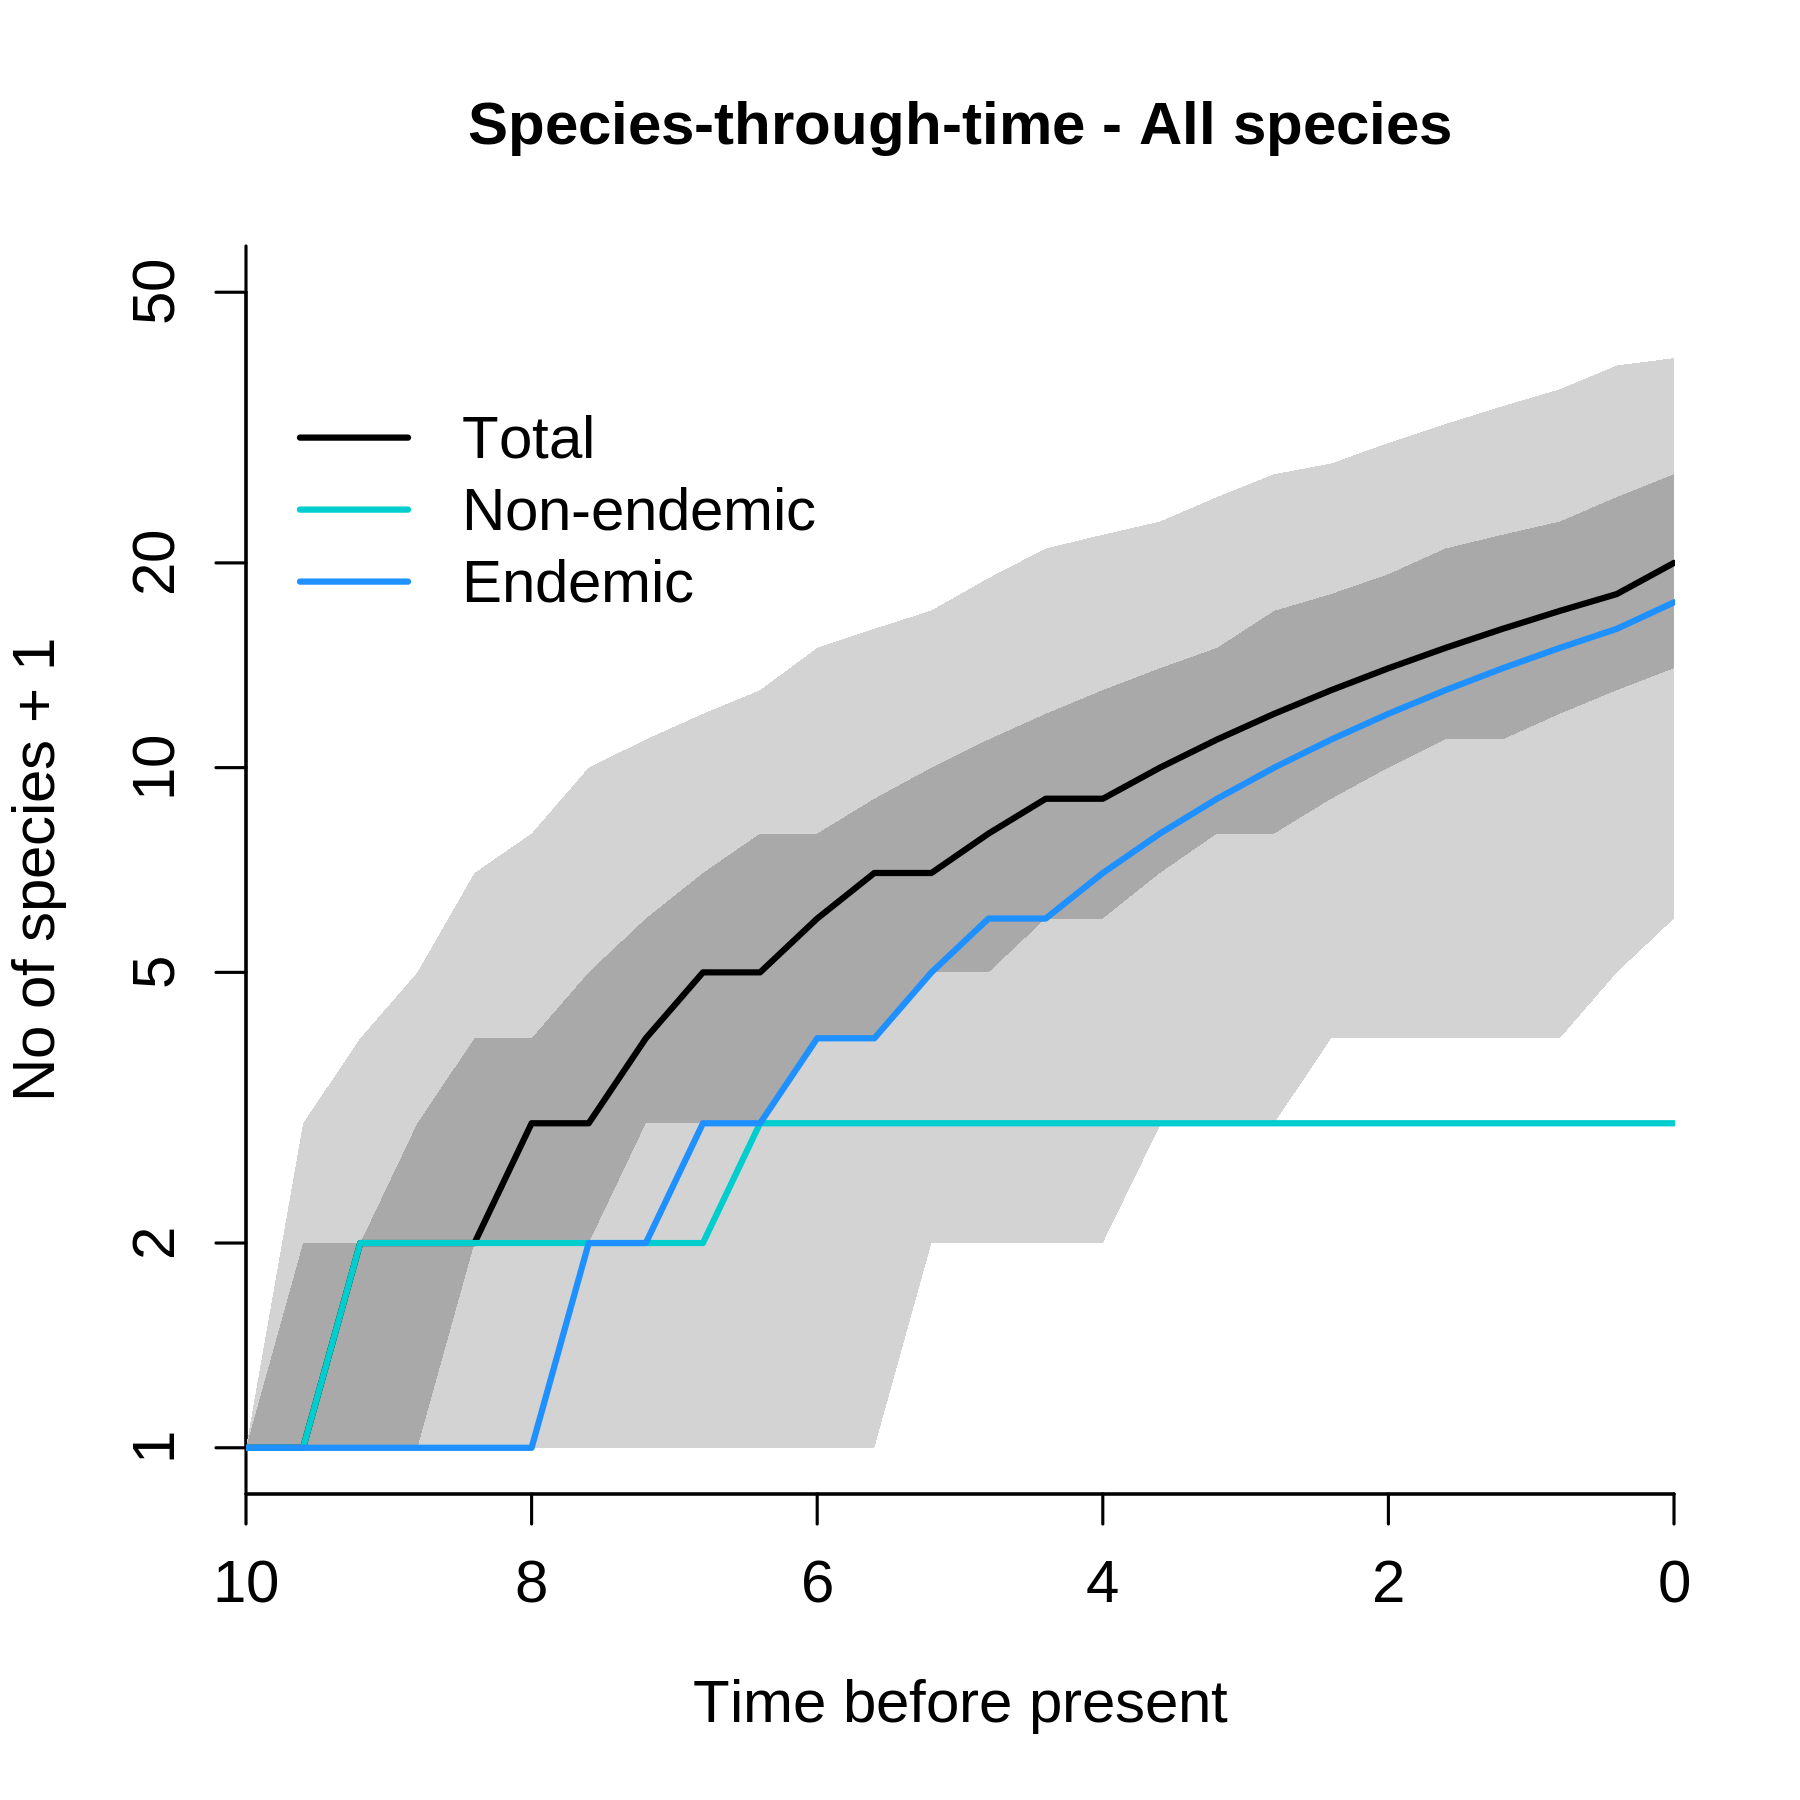 Species-through-time - All species
No of species + 1
50
20
10
5
2
1
Total
Non-endemic
Endemic
10 8 6 4 2 0
Time before present